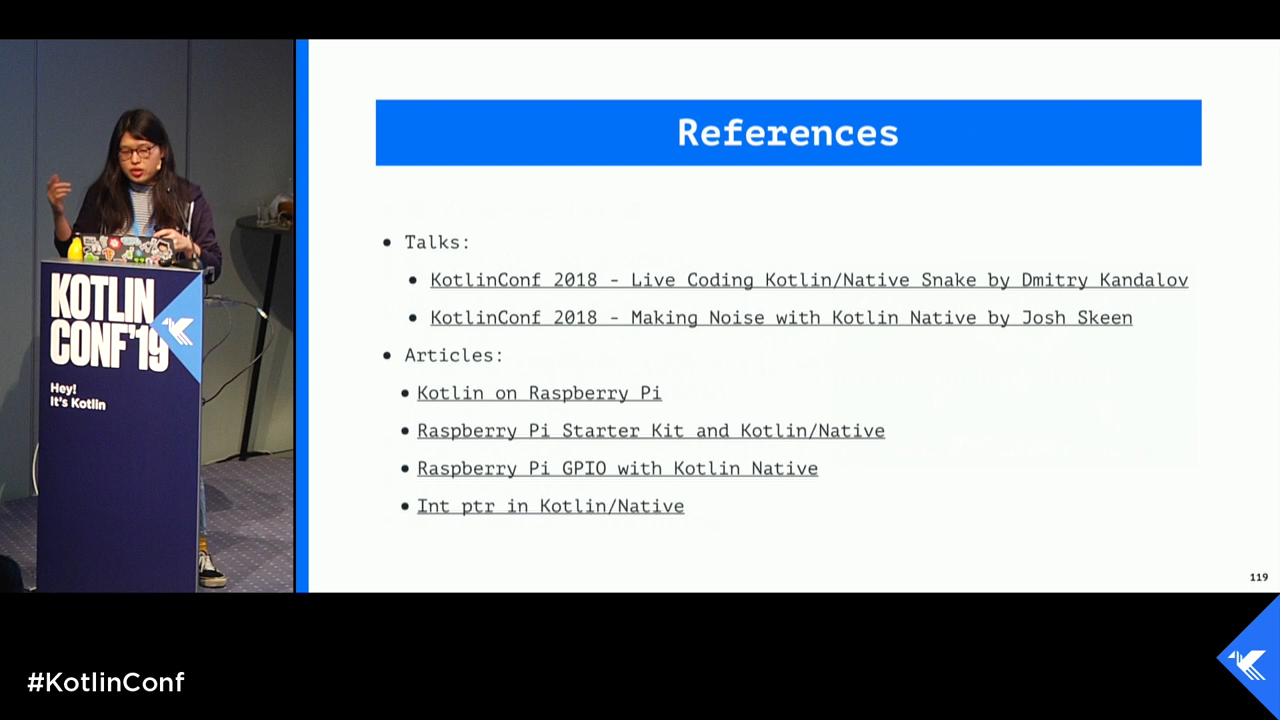 References
Talks:
KotlinConf 2018 - Live Coding Kotlin/Native Snake by Dmitry Kandalov
KotlinConf 2018 - Making Noise with Kotlin Native by Josh Skeen
Articles:
Kotlin on Raspberry Pi
Raspberry Pi Starter Kit and Kotlin/Native
Raspberry Pi GPIO with Kotlin Native
Int ptr in Kotlin/Native
119
KOTLIN
CONF'19
Hey!
It's Kotlin
#KotlinConf